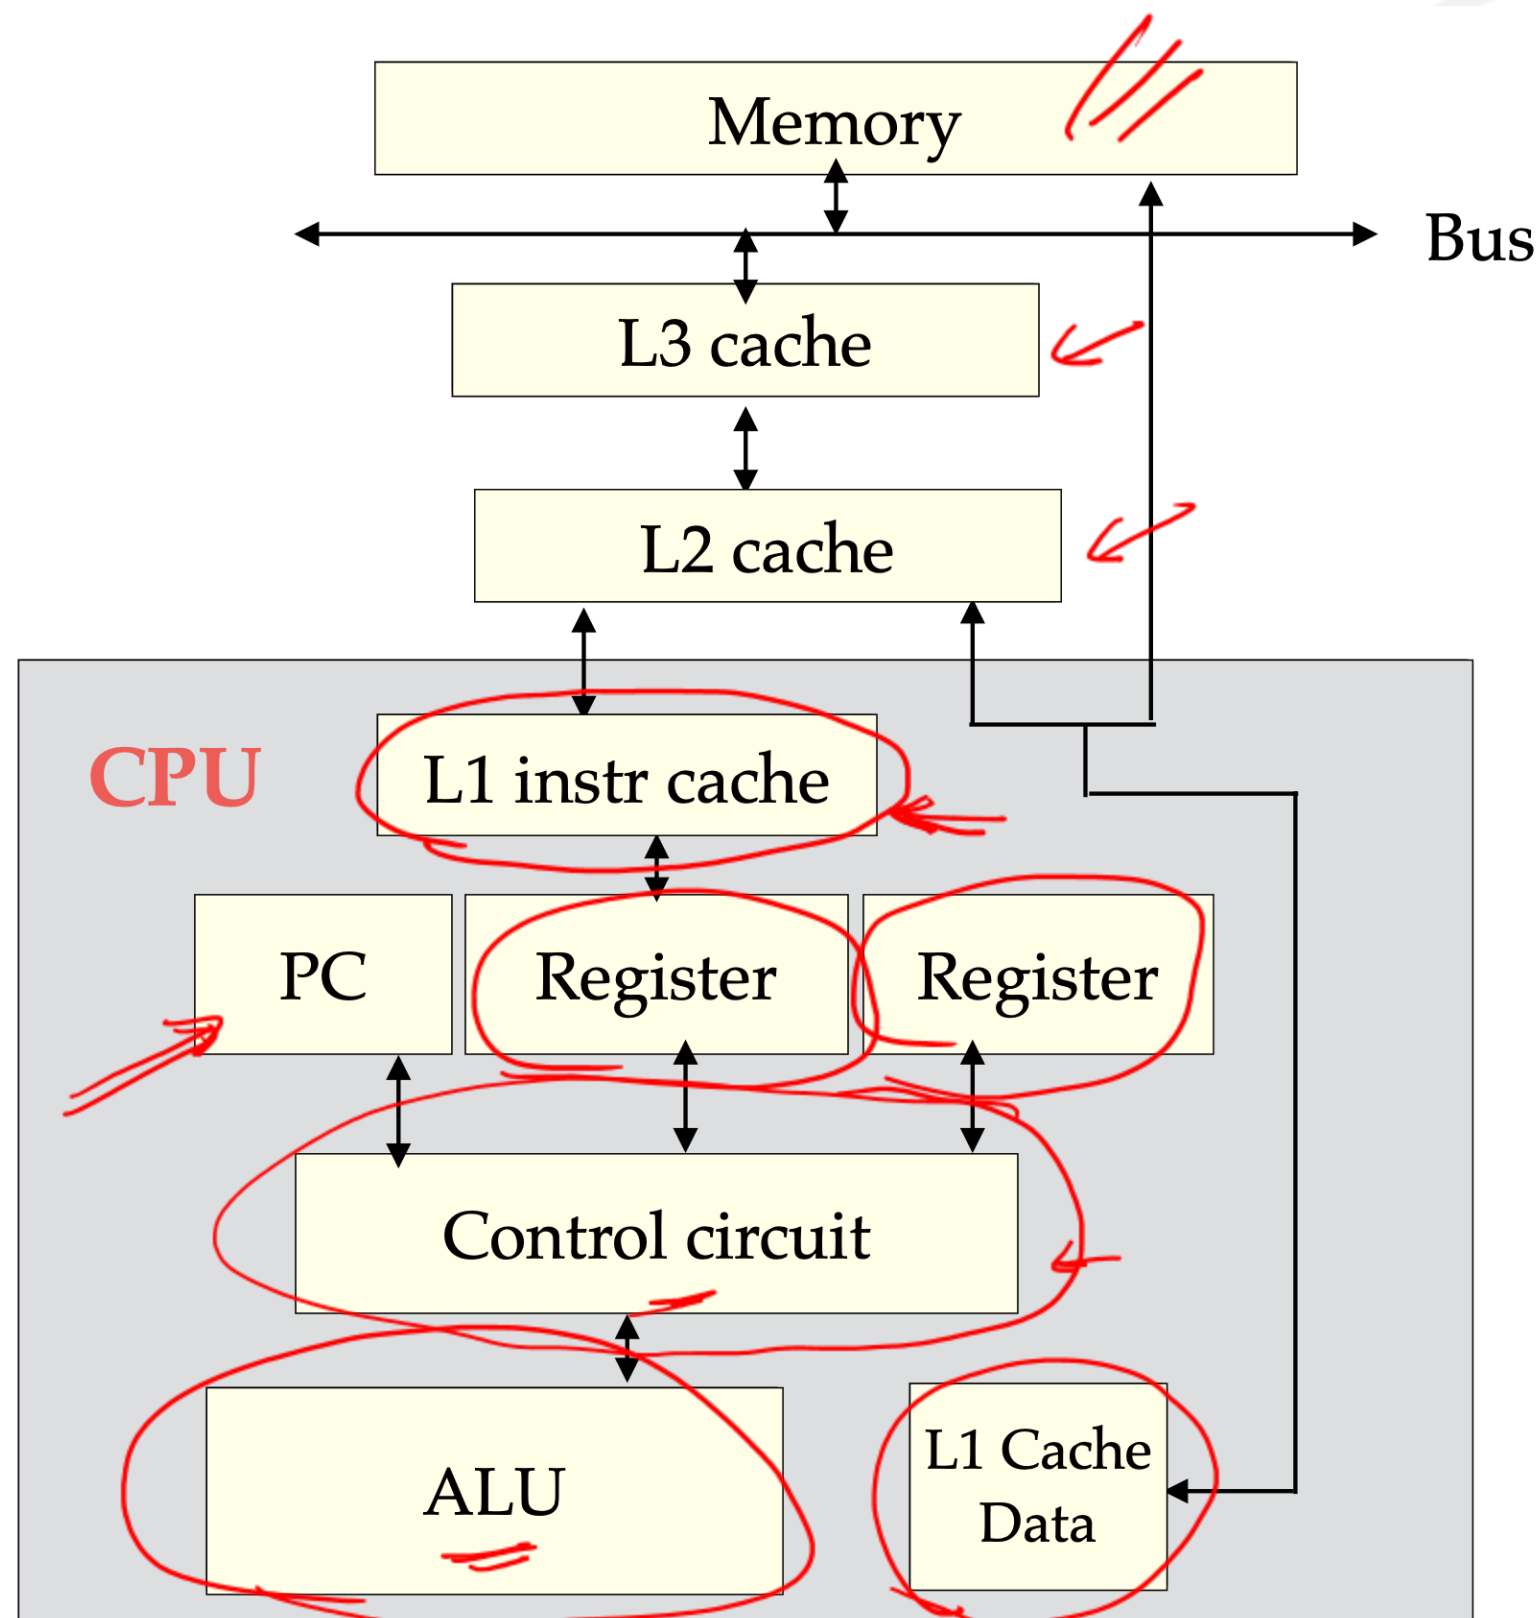 Memory
Bus
L3 cache
L2 cache
CPU
L1 instr cache
PC
Register
Register
Control circuit
ALU
L1 Cache
Data